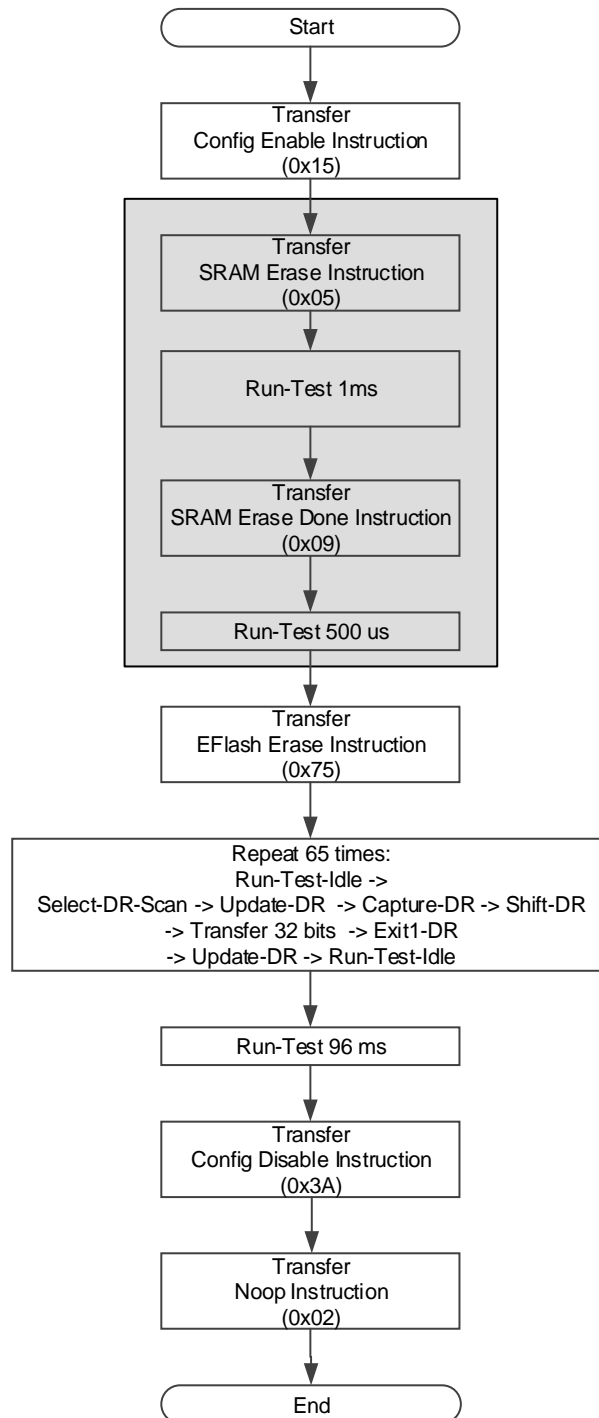 Start
Transfer
Config Enable Instruction
(0x15)
Transfer
SRAM Erase Instruction
(0x05)
Run-Test 1ms
Transfer
SRAM Erase Done Instruction
(0x09)
Run-Test 500 us
Transfer
EFlash Erase Instruction
(0x75)
Repeat 65 times:
Run-Test-Idle ->
Select-DR-Scan -> Update-DR -> Capture-DR -> Shift-DR
-> Transfer 32 bits -> Exit1-DR
-> Update-DR -> Run-Test-Idle
Run-Test 96 ms
Transfer
Config Disable Instruction
(0x3A)
Transfer
Noop Instruction
(0x02)
End